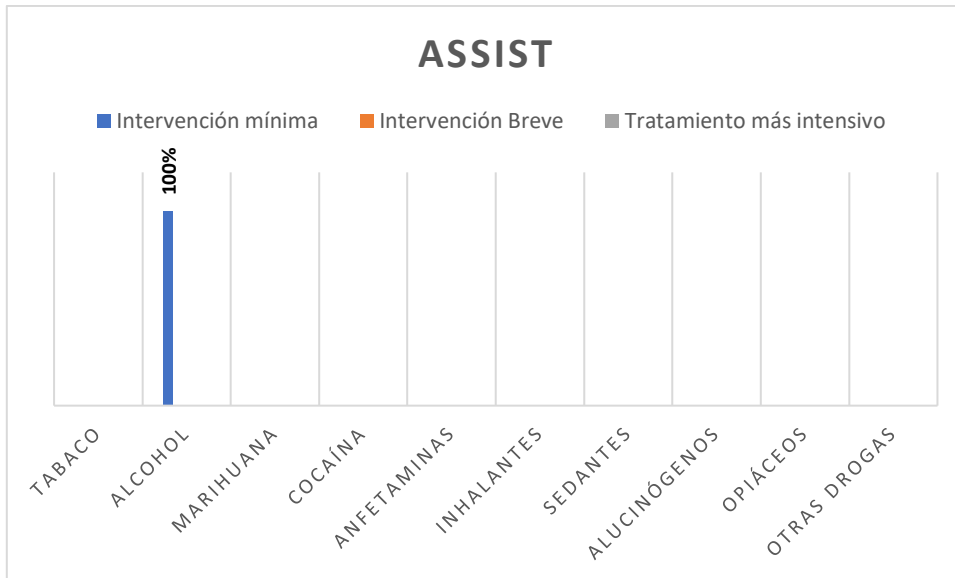 ASSIST
Intervención mínima Intervención Breve Tratamiento más intensivo
100%
TABACO
ALCOHOL
MARIHUANA
COCAÍNA
ANFETAMINAS
INHALANTES
SEDANTES
ALUCINÓGENOS
OPIÁCEOS
OTRAS DROGAS